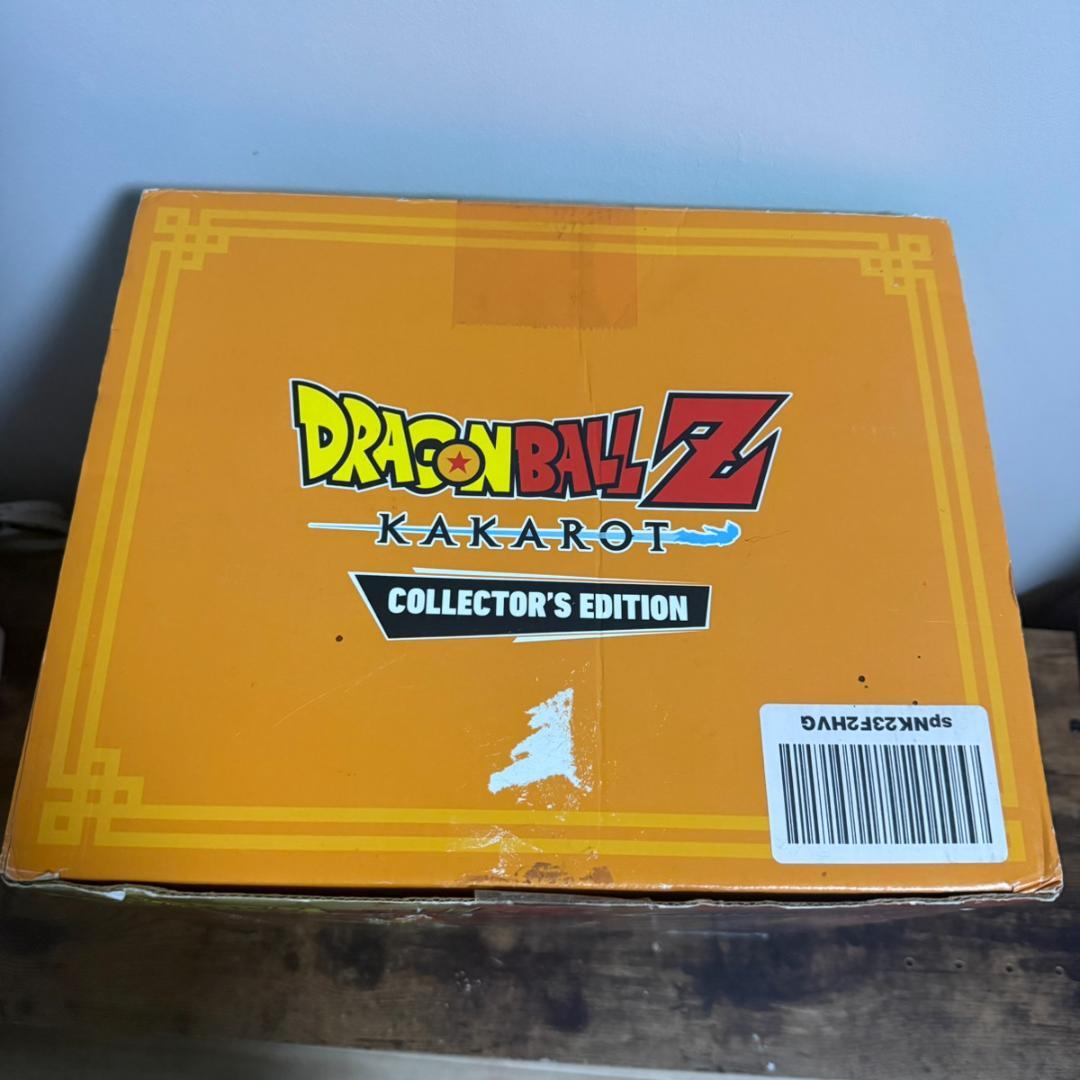 DRAGONBALL Z
KAKAROT
COLLECTOR'S EDITION
spNK23F2HVG